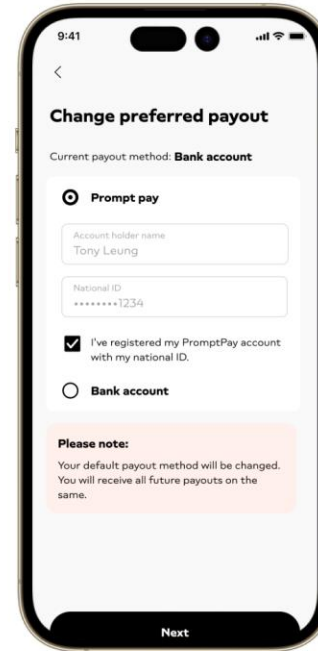 9:41
Change preferred payout
Current payout method: Bank account
Prompt pay
Account holder name
Tony Leung
National ID
••••••••1234
I've registered my PromptPay account
with my national ID.
Bank account
Please note:
Your default payout method will be changed.
You will receive all future payouts on the
same.
Next